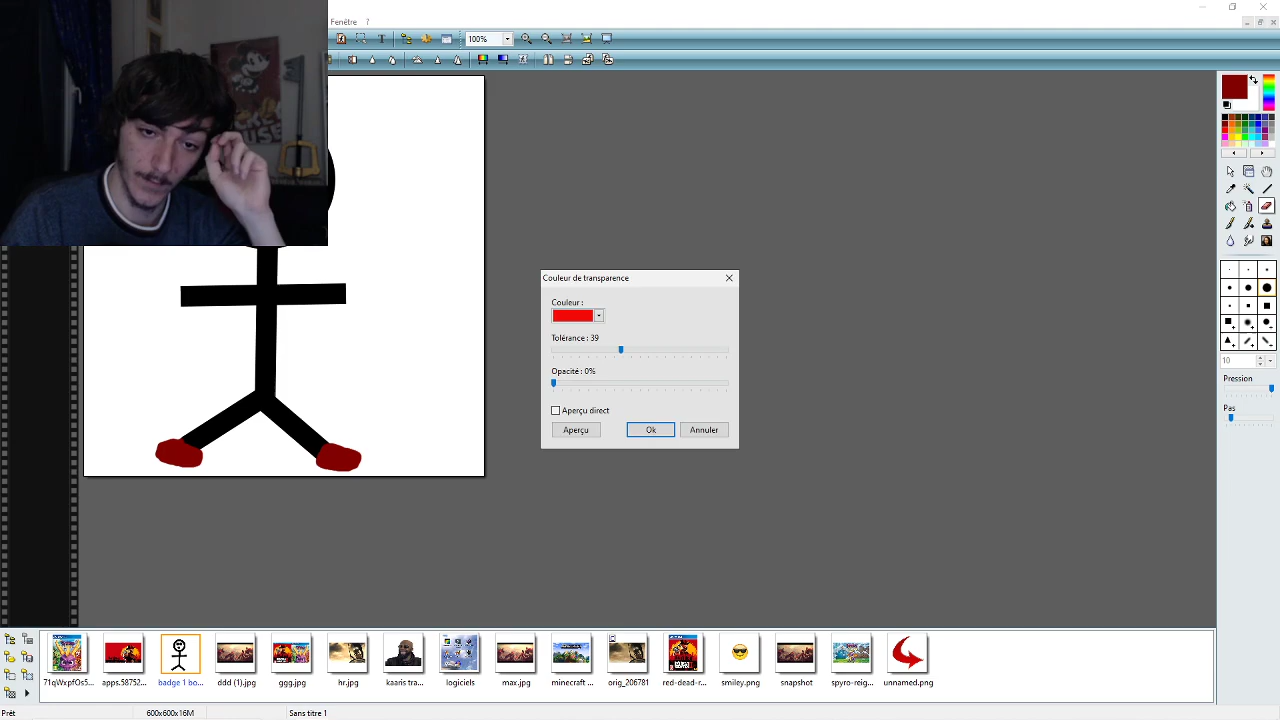 Fenêtre ?
100%
Couleur de transparence
Couleur :
Tolérance : 39
Opacité : 0%
Aperçu direct
Aperçu Ok Annuler
10
Pression
Pas
71qWxpfOs5... apps.58752... badge 1 bo... ddd (1).jpg ggg.jpg hr.jpg kaaris tra... logiciels max.jpg minecraft ... orig_206781 red-dead-r... smiley.png snapshot spyro-reig... unnamed.png
Prêt 600x600x16M Sans titre 1